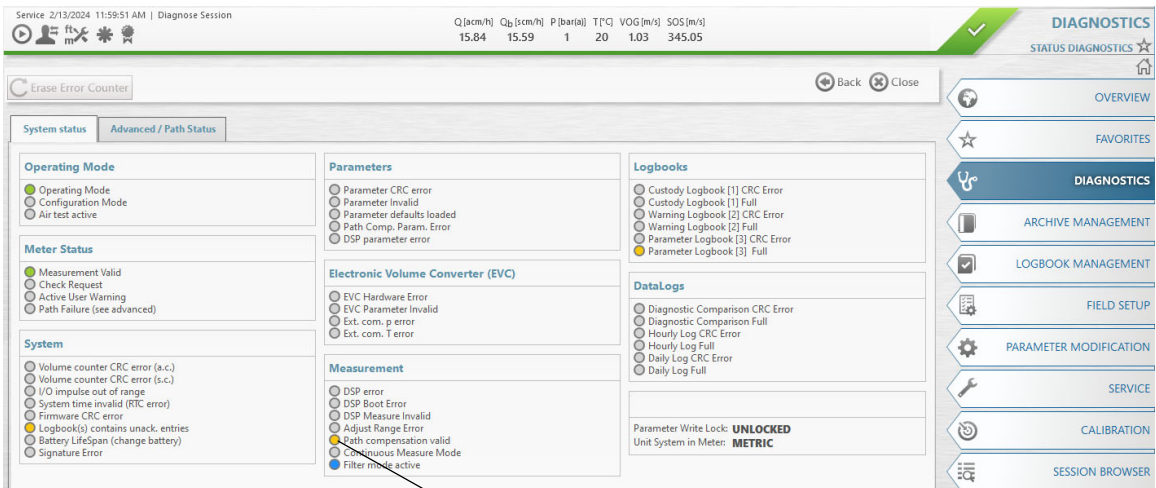 Service 2/13/2024 11:59:51 AM | Diagnose Session
Q [acm/h] Qb [scm/h] P [bar(a)] T[°C] VOG [m/s] SOS [m/s]
15.84 15.59 1 20 1.03 345.05
ft
m
DIAGNOSTICS
STATUS DIAGNOSTICS
Erase Error Counter
Back
Close
System status
Advanced / Path Status
Operating Mode
Operating Mode
Configuration Mode
Air test active
Meter Status
Measurement Valid
Check Request
Active User Warning
Path Failure (see advanced)
System
Volume counter CRC error (a.c.)
Volume counter CRC error (s.c.)
I/O impulse out of range
System time invalid (RTC error)
Firmware CRC error
Logbook(s) contains unack. entries
Battery LifeSpan (change battery)
Signature Error
Parameters
Parameter CRC error
Parameter Invalid
Parameter defaults loaded
Path Comp. Param. Error
DSP parameter error
Electronic Volume Converter (EVC)
EVC Hardware Error
EVC Parameter Invalid
Ext. com. p error
Ext. com. T error
Measurement
DSP error
DSP Boot Error
DSP Measure Invalid
Adjust Range Error
Path compensation valid
Continuous Measure Mode
Filter mode active
Logbooks
Custody Logbook [1] CRC Error
Custody Logbook [1] Full
Warning Logbook [2] CRC Error
Warning Logbook [2] Full
Parameter Logbook [3] CRC Error
Parameter Logbook [3] Full
DataLogs
Diagnostic Comparison CRC Error
Diagnostic Comparison Full
Hourly Log CRC Error
Hourly Log Full
Daily Log CRC Error
Daily Log Full
Parameter Write Lock: UNLOCKED
Unit System in Meter: METRIC
OVERVIEW
FAVORITES
DIAGNOSTICS
ARCHIVE MANAGEMENT
LOGBOOK MANAGEMENT
FIELD SETUP
PARAMETER MODIFICATION
SERVICE
CALIBRATION
SESSION BROWSER